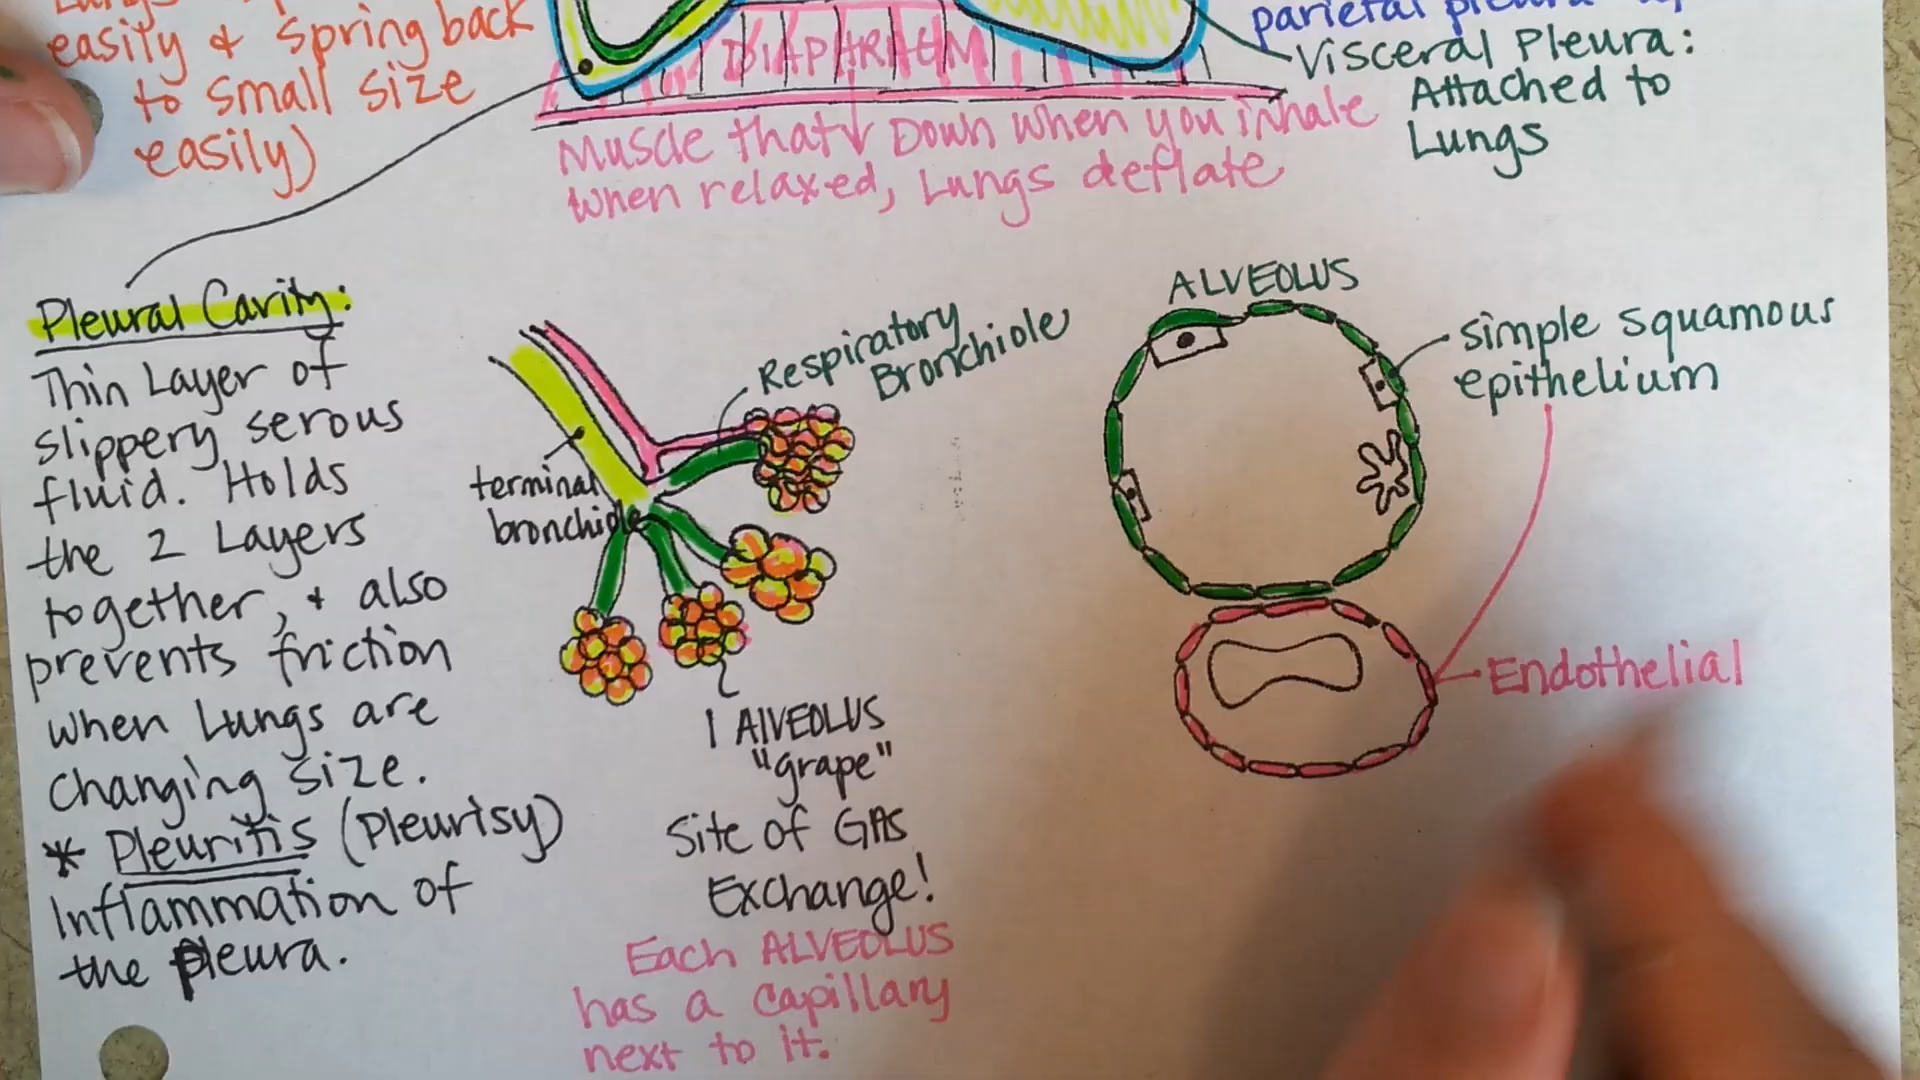 easily & spring back
to small size
easily)
DIAPHRAGM
parietal pleura
Visceral Pleura:
Attached to
Lungs
Muscle that ↓ Down when you inhale
when relaxed, Lungs deflate
Pleural Cavity:
Thin Layer of
slippery serous
fluid. Holds
the 2 Layers
together, & also
prevents friction
when Lungs are
changing size.
* Pleuritis (Pleurisy)
Inflammation of
the Pleura.
Respiratory
Bronchiole
terminal
bronchiole
1 AlVEOLUS
"grape"
Site of GAS
Exchange!
Each ALVEOLUS
has a capillary
next to it.
ALVEOLUS
simple squamous
epithelium
Endothelial